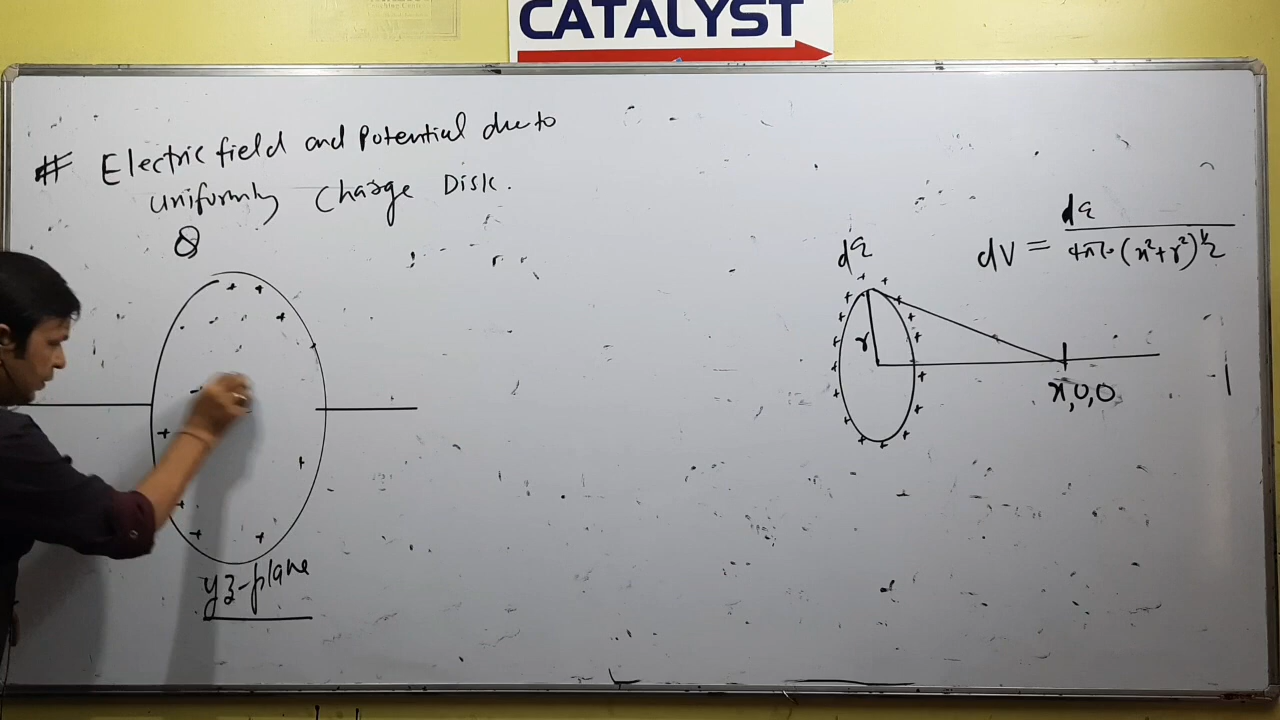 CATALYST
# Electric field and Potential due to
uniformly Charge Disk.
Q
yz-plane
dq
r
x,0,0
dV = dq / 4πε₀(x²+r²)^½